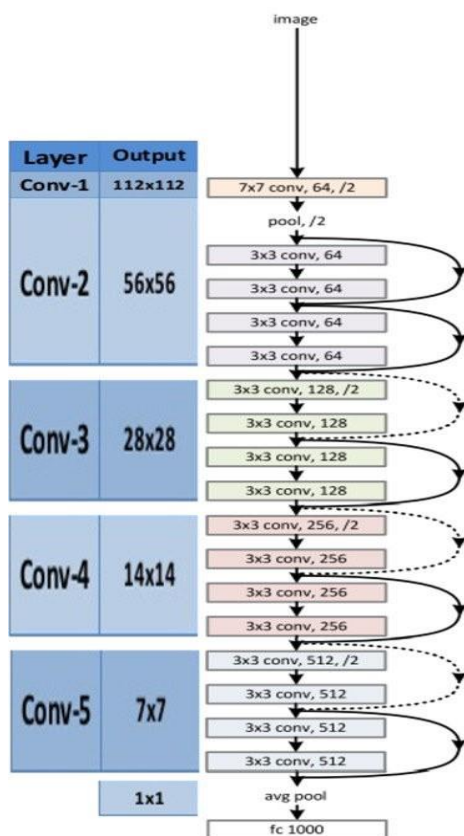 image
Layer Output
Conv-1 112x112
7x7 conv, 64, /2
pool, /2
Conv-2 56x56
3x3 conv, 64
3x3 conv, 64
3x3 conv, 64
3x3 conv, 64
Conv-3 28x28
3x3 conv, 128, /2
3x3 conv, 128
3x3 conv, 128
3x3 conv, 128
Conv-4 14x14
3x3 conv, 256, /2
3x3 conv, 256
3x3 conv, 256
3x3 conv, 256
Conv-5 7x7
3x3 conv, 512, /2
3x3 conv, 512
3x3 conv, 512
3x3 conv, 512
1x1
avg pool
fc 1000